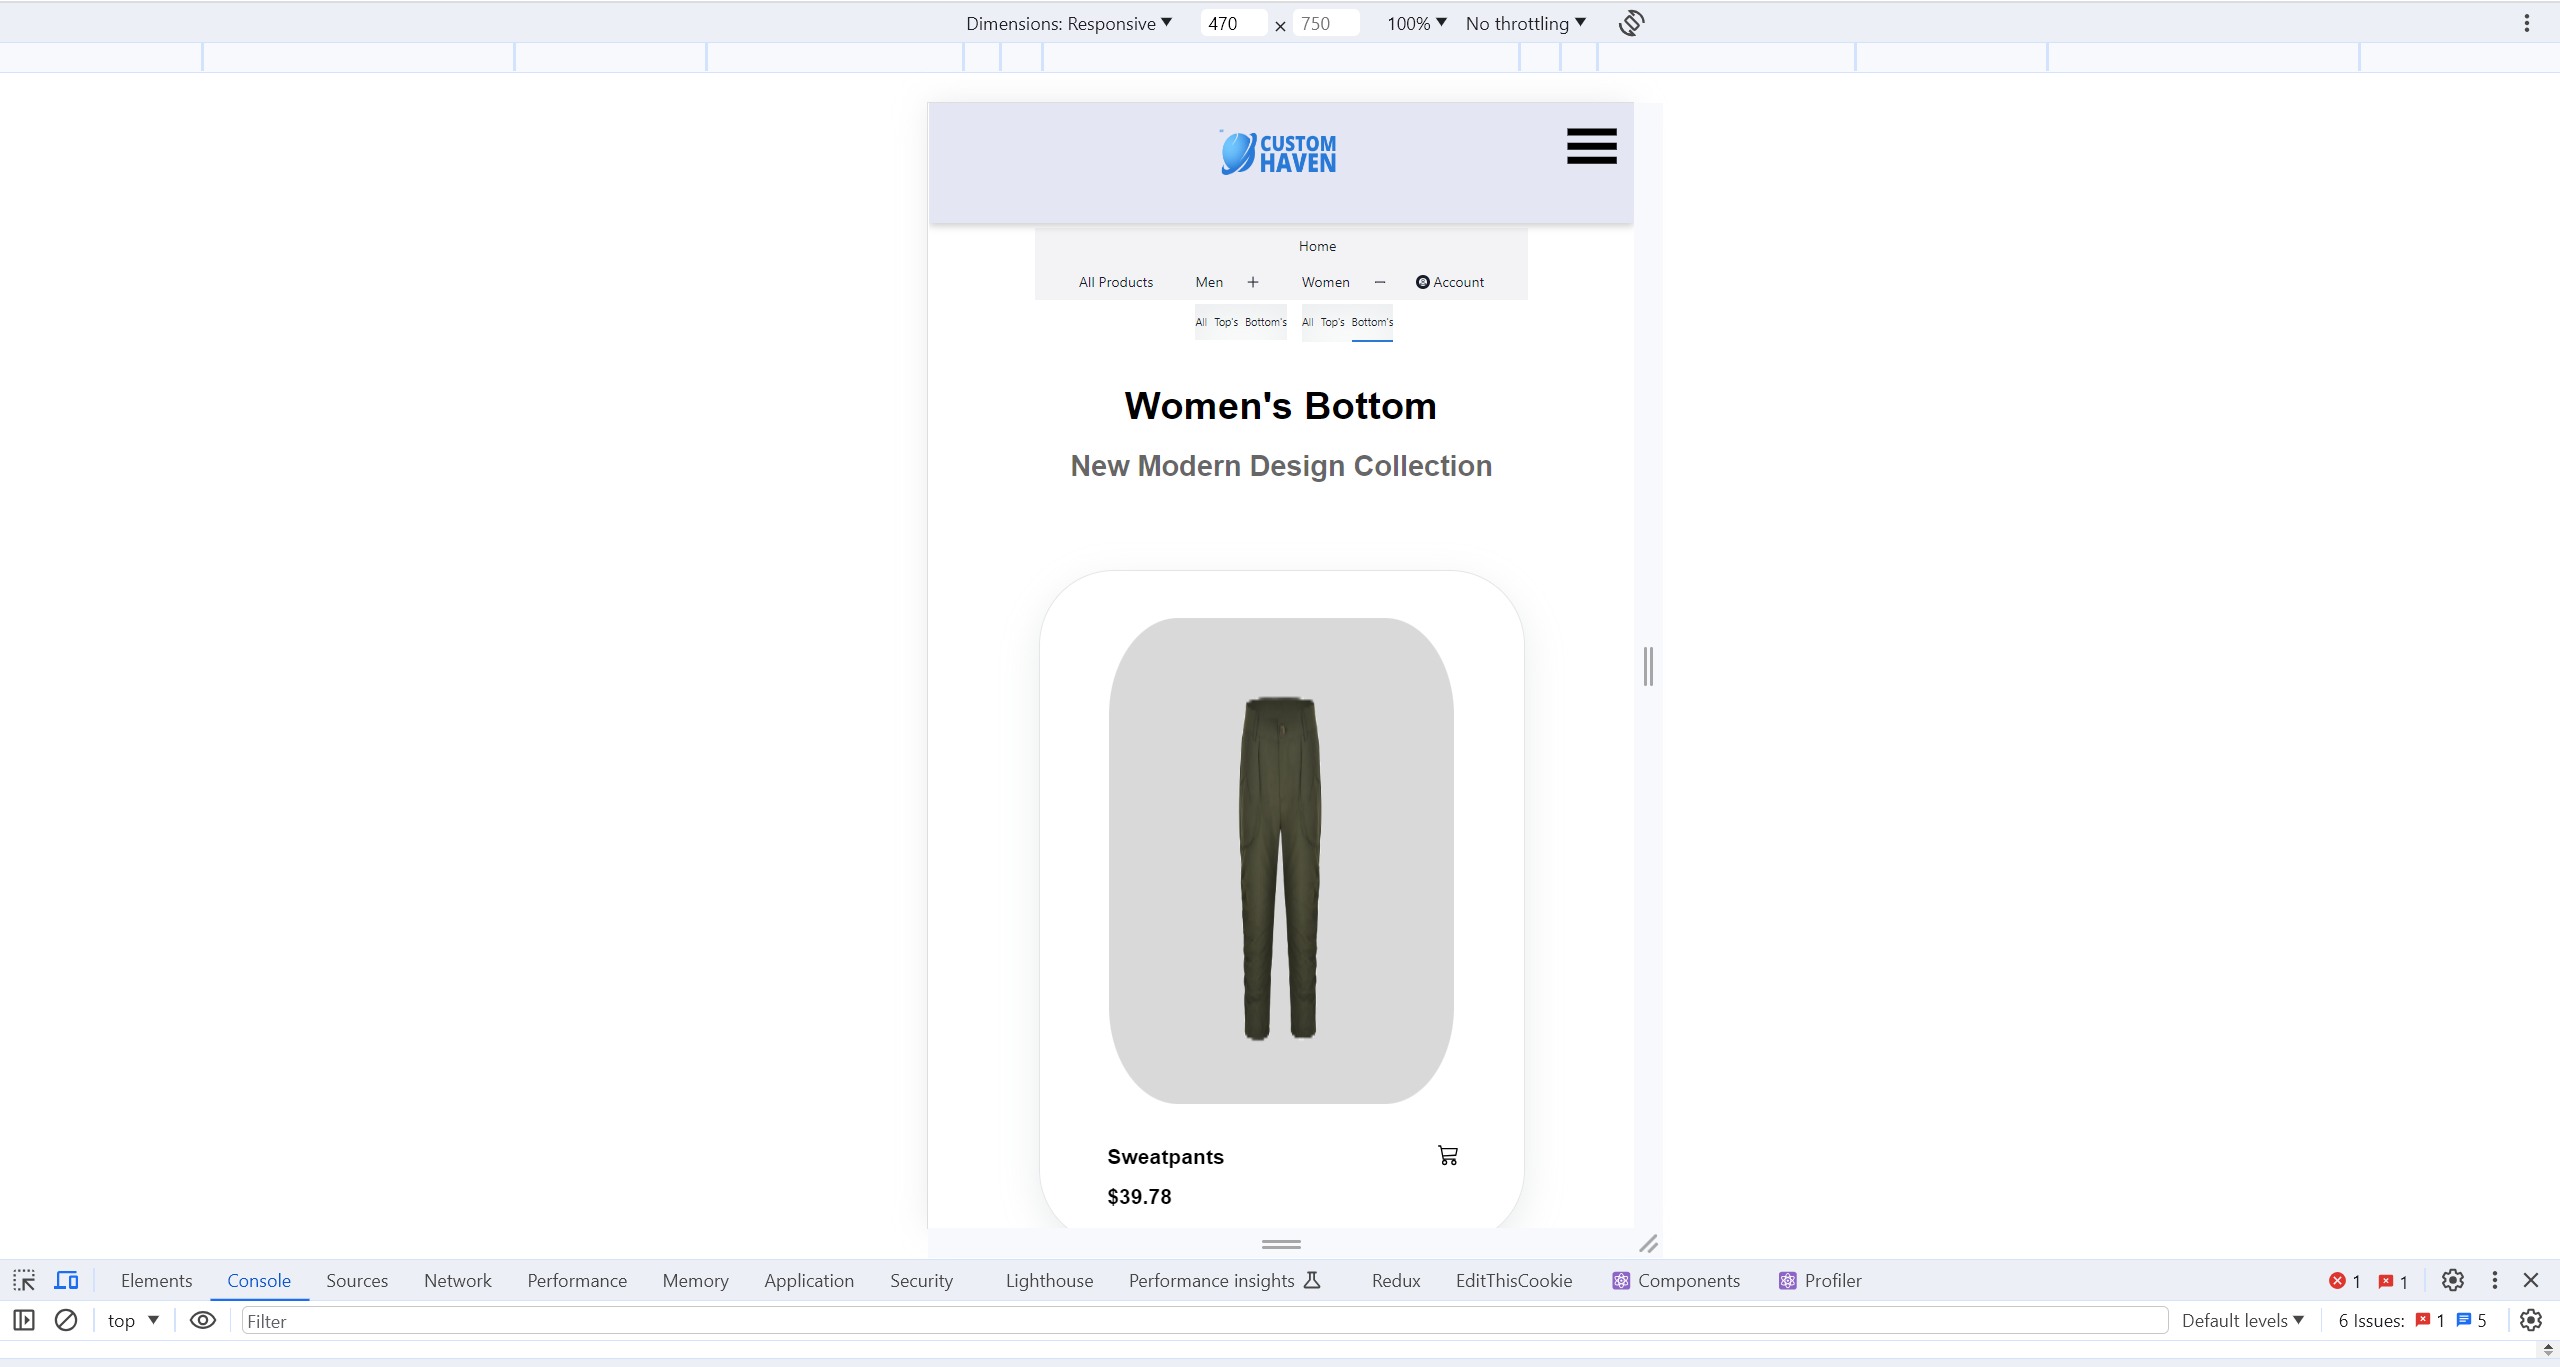 Dimensions: Responsive 470 × 750 100% No throttling
CUSTOM
HAVEN
Home
All Products Men Women Account
All Top's Bottom's All Top's Bottom's
Women's Bottom
New Modern Design Collection
Sweatpants
$39.78
Elements Console Sources Network Performance Memory Application Security Lighthouse Performance insights Redux EditThisCookie Components Profiler 1 1
top Filter Default levels 6 Issues: 1 5